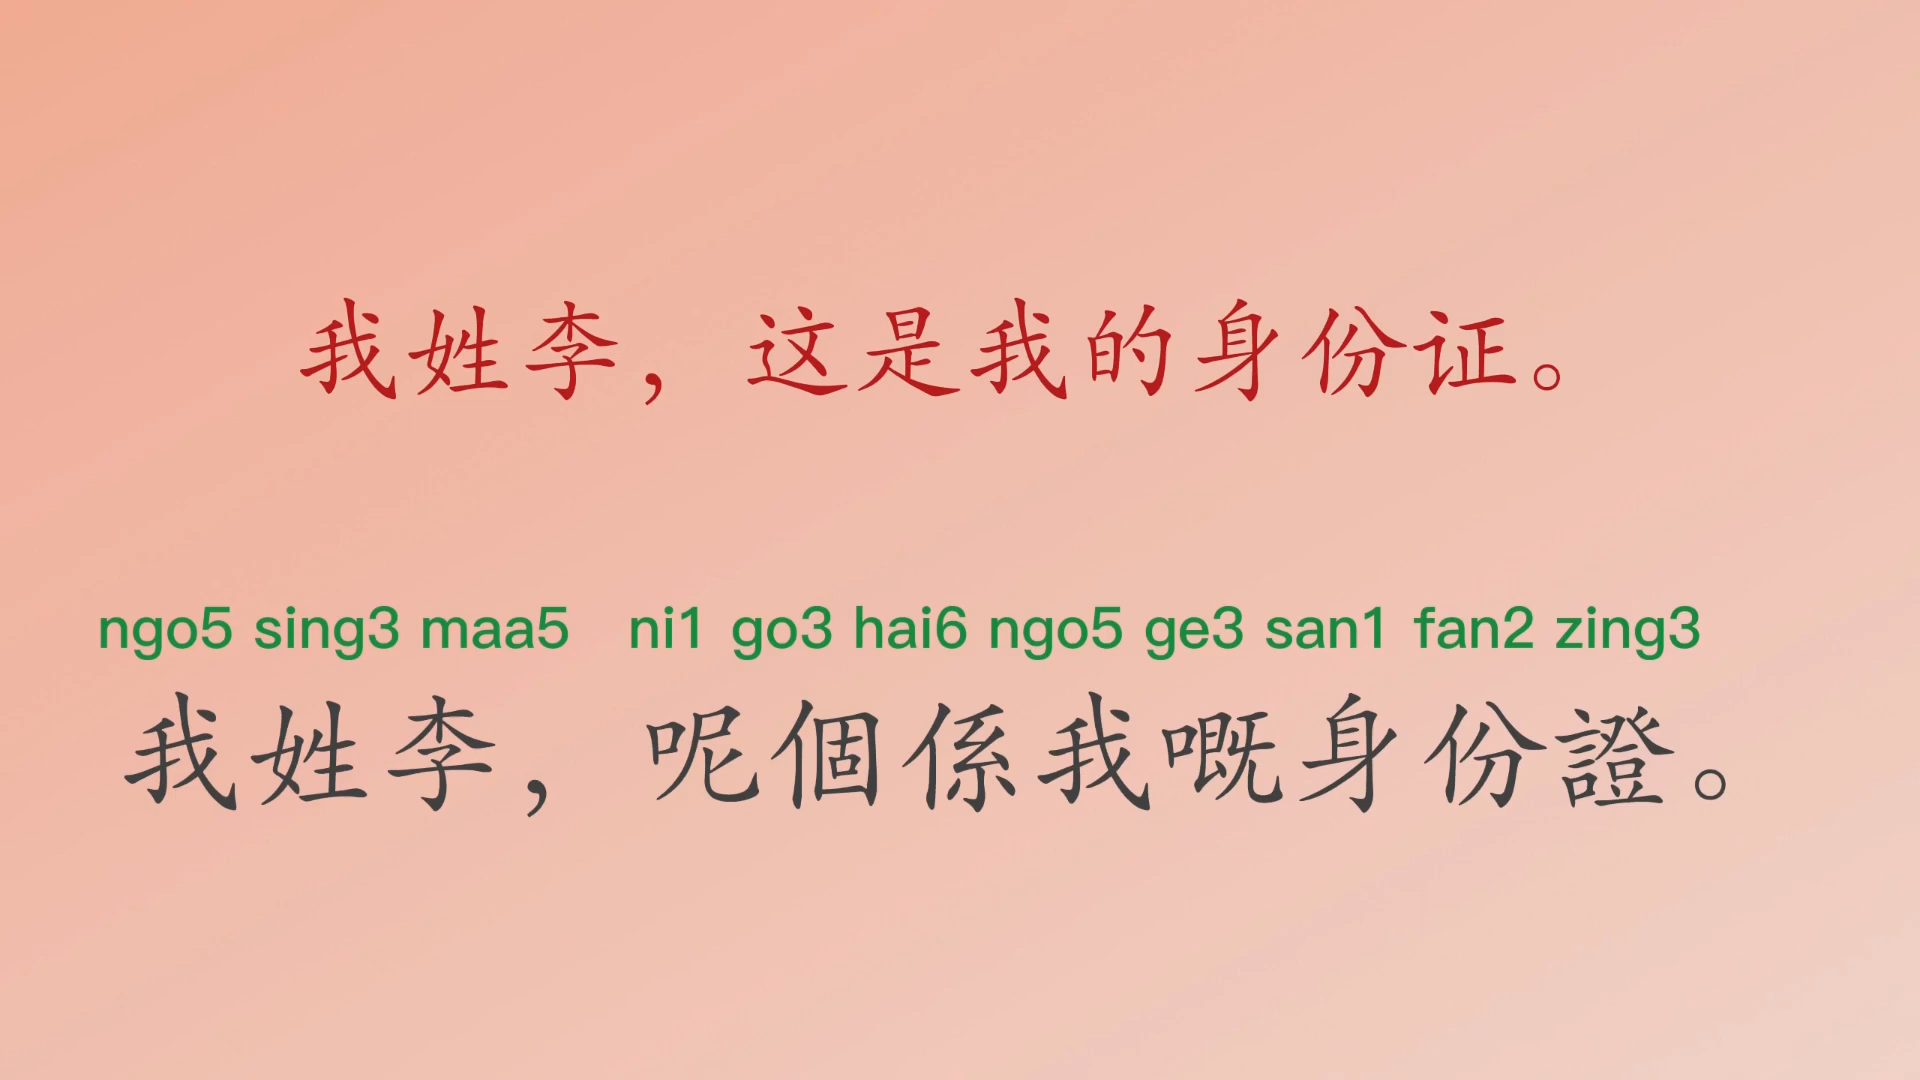 我姓李，这是我的身份证。
ngo5 sing3 maa5 ni1 go3 hai6 ngo5 ge3 san1 fan2 zing3
我姓李，呢個係我嘅身份證。